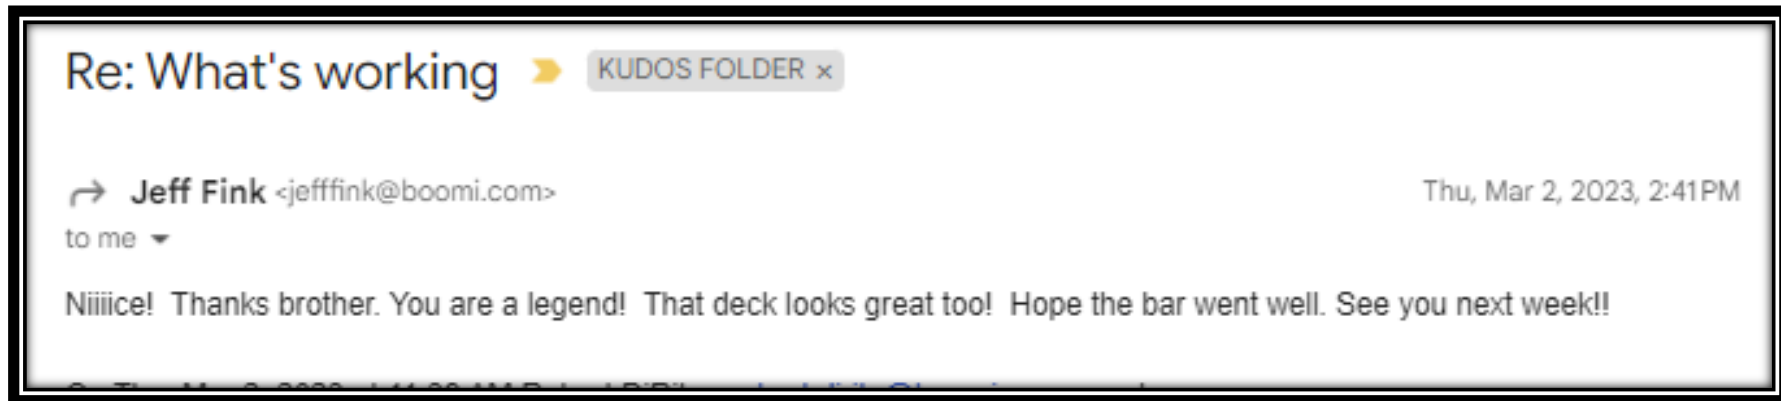 Re: What's working KUDOS FOLDER ×
Jeff Fink <jefffink@boomi.com> Thu, Mar 2, 2023, 2:41 PM
to me
Niiiice!  Thanks brother. You are a legend!  That deck looks great too!  Hope the bar went well. See you next week!!